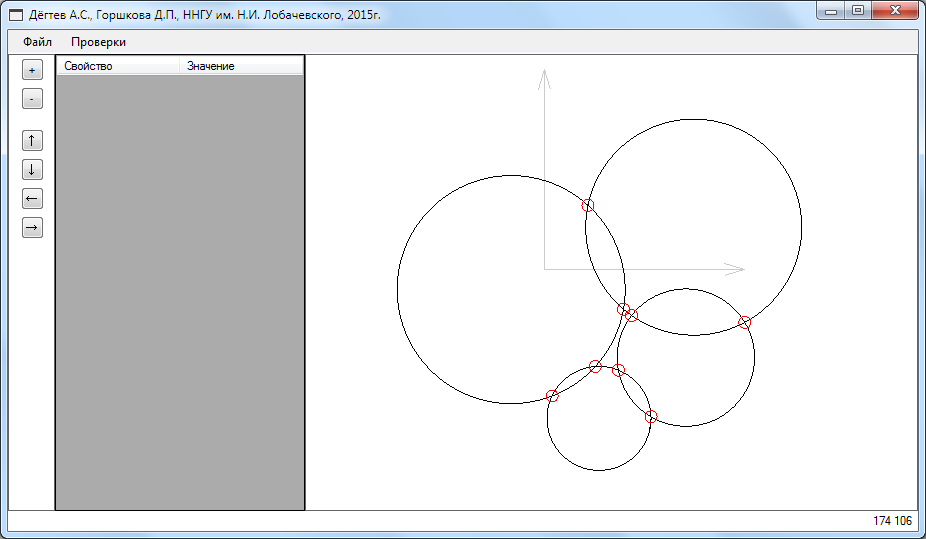 Дёгтев А.С., Горшкова Д.П., ННГУ им. Н.И. Лобачевского, 2015г.
Файл Проверки
+ Свойство Значение
-
↑
↓
←
→
174 106